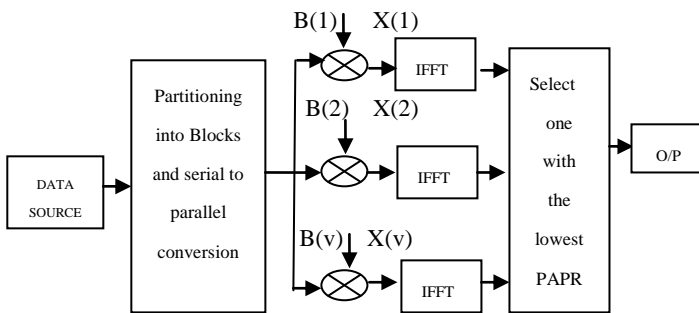 DATA
SOURCE
Partitioning
into Blocks
and serial to
parallel
conversion
B(1) X(1)
IFFT
B(2) X(2)
IFFT
B(v) X(v)
IFFT
Select
one
with
the
lowest
PAPR
O/P